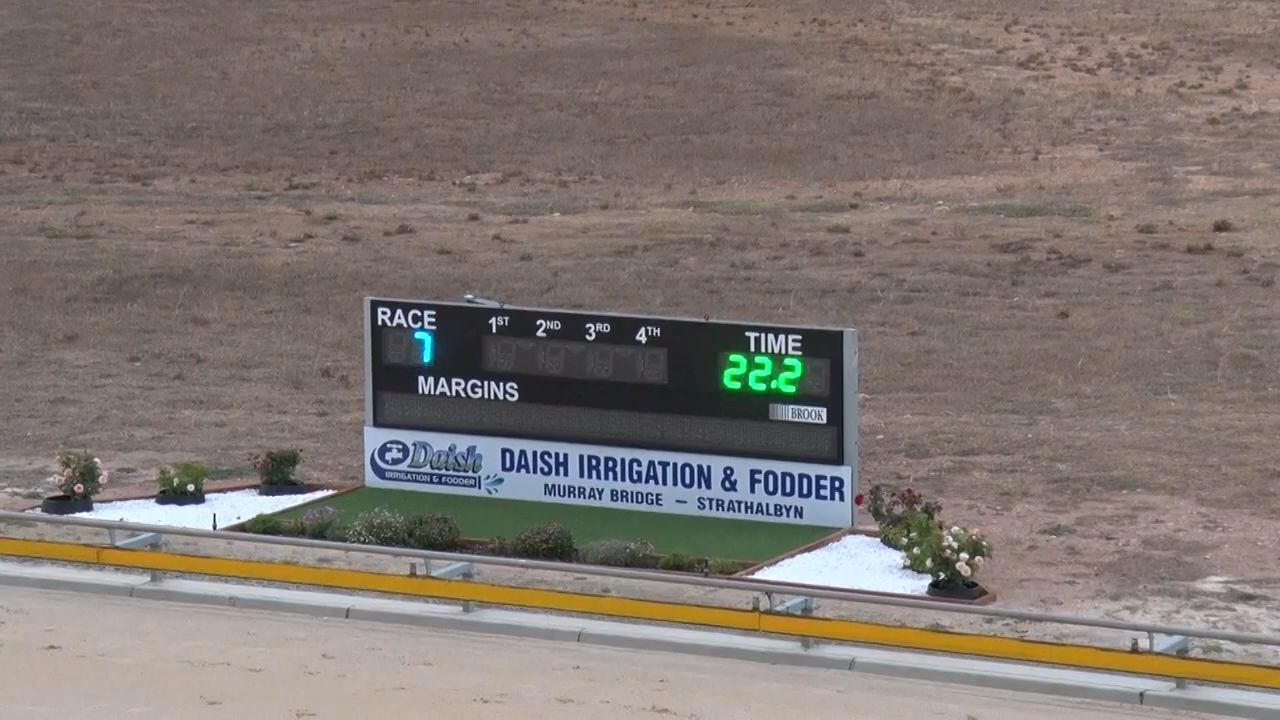 RACE 1ST 2ND 3RD 4TH TIME
7 22.2
MARGINS
BROOK
Daish
IRRIGATION & FODDER
DAISH IRRIGATION & FODDER
MURRAY BRIDGE – STRATHALBYN